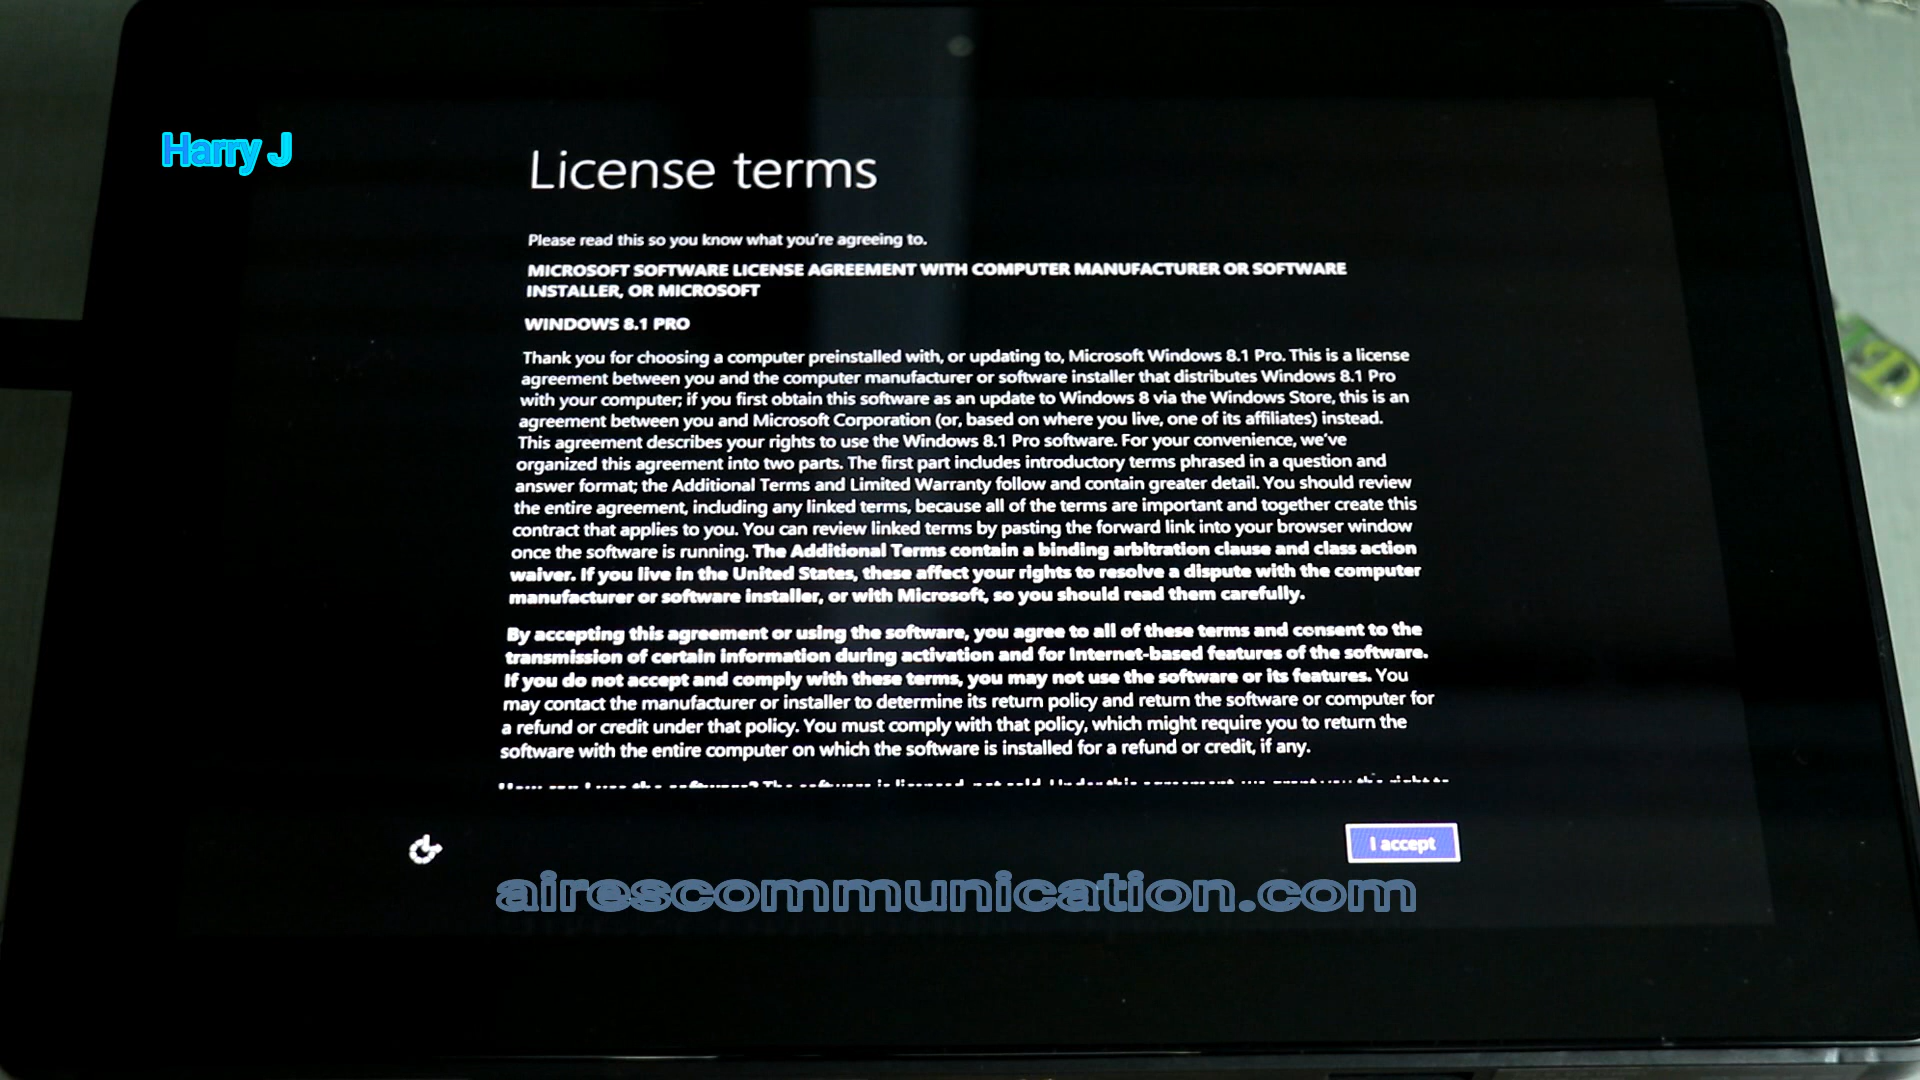 Harry J
License terms
Please read this so you know what you're agreeing to.
MICROSOFT SOFTWARE LICENSE AGREEMENT WITH COMPUTER MANUFACTURER OR SOFTWARE
INSTALLER, OR MICROSOFT
WINDOWS 8.1 PRO
Thank you for choosing a computer preinstalled with, or updating to, Microsoft Windows 8.1 Pro. This is a license
agreement between you and the computer manufacturer or software installer that distributes Windows 8.1 Pro
with your computer; if you first obtain this software as an update to Windows 8 via the Windows Store, this is an
agreement between you and Microsoft Corporation (or, based on where you live, one of its affiliates) instead.
This agreement describes your rights to use the Windows 8.1 Pro software. For your convenience, we've
organized this agreement into two parts. The first part includes introductory terms phrased in a question and
answer format; the Additional Terms and Limited Warranty follow and contain greater detail. You should review
the entire agreement, including any linked terms, because all of the terms are important and together create this
contract that applies to you. You can review linked terms by pasting the forward link into your browser window
once the software is running. The Additional Terms contain a binding arbitration clause and class action
waiver. If you live in the United States, these affect your rights to resolve a dispute with the computer
manufacturer or software installer, or with Microsoft, so you should read them carefully.
By accepting this agreement or using the software, you agree to all of these terms and consent to the
transmission of certain information during activation and for Internet-based features of the software.
If you do not accept and comply with these terms, you may not use the software or its features. You
may contact the manufacturer or installer to determine its return policy and return the software or computer for
a refund or credit under that policy. You must comply with that policy, which might require you to return the
software with the entire computer on which the software is installed for a refund or credit, if any.
I accept
airescommunication.com